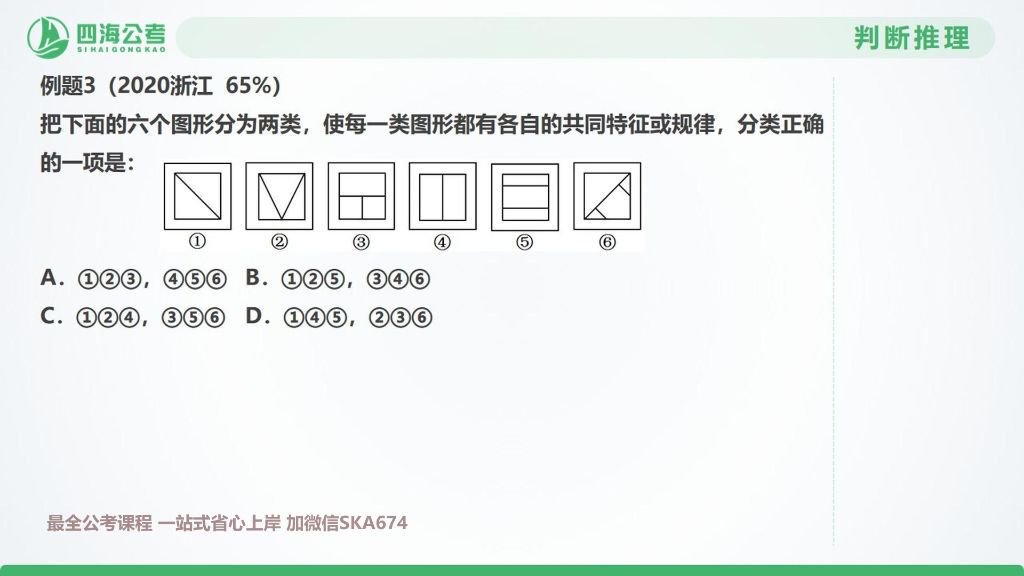 四海公考
SIHAIGONGKAO
判断推理
例题3（2020浙江 65%）
把下面的六个图形分为两类，使每一类图形都有各自的共同特征或规律，分类正确
的一项是：
① ② ③ ④ ⑤ ⑥
A. ①②③，④⑤⑥ B. ①②⑤，③④⑥
C. ①②④，③⑤⑥ D. ①④⑤，②③⑥
最全公考课程 一站式省心上岸 加微信SKA674